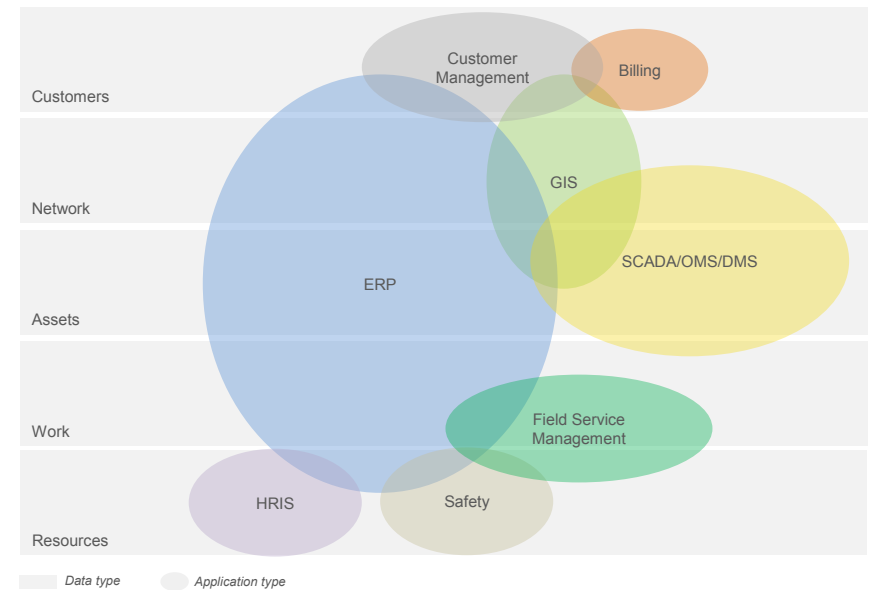 Customer
Management
Billing
Customers
GIS
Network
SCADA/OMS/DMS
ERP
Assets
Field Service
Management
Work
HRIS
Safety
Resources
Data type
Application type